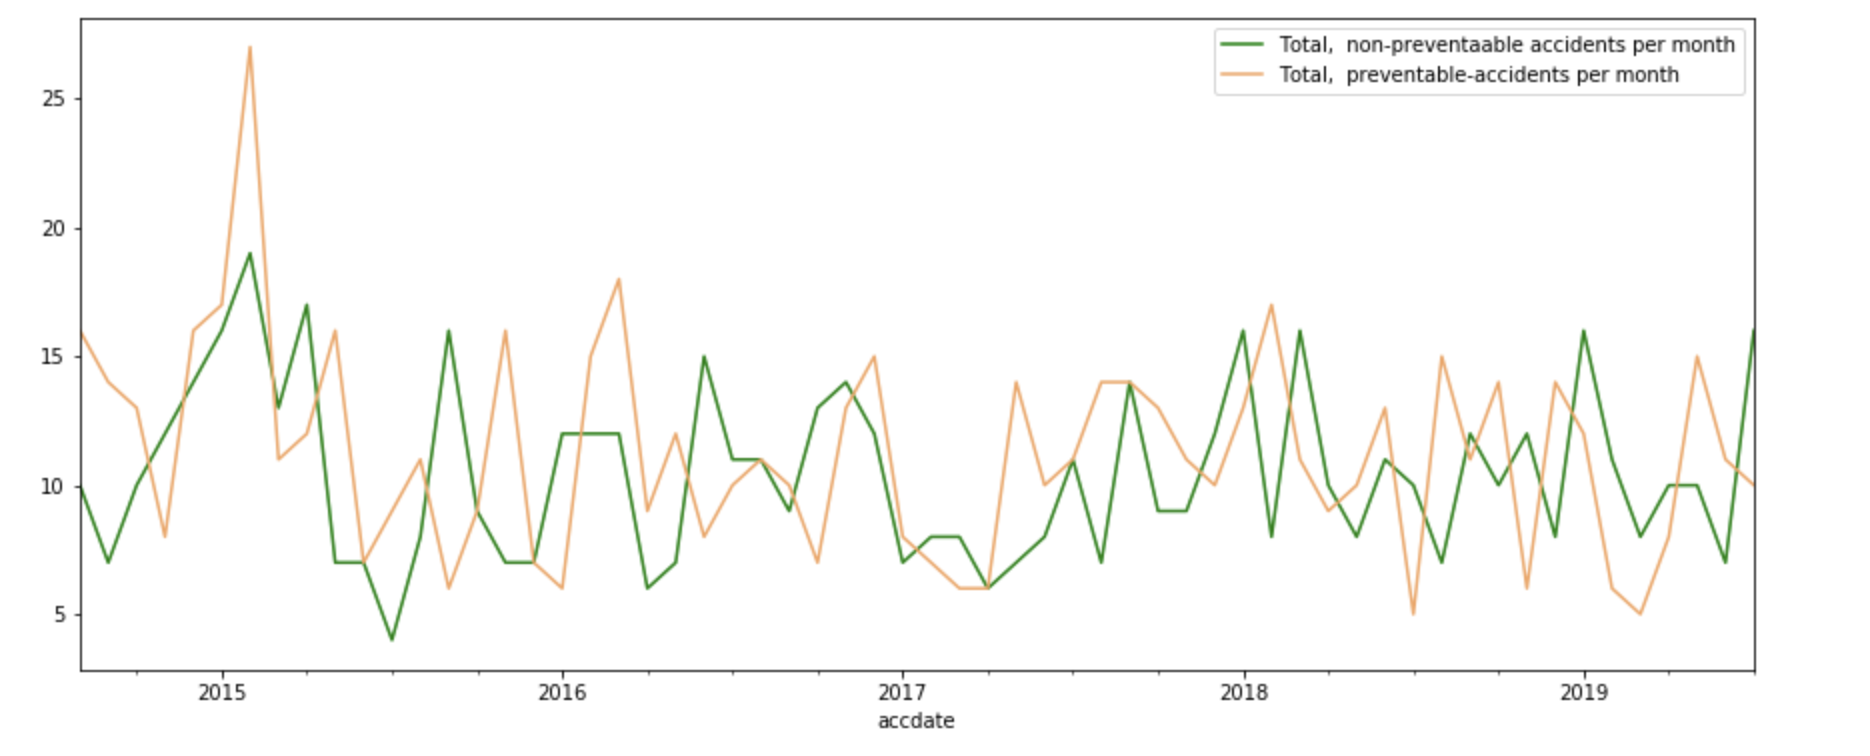 Total, non-preventaable accidents per month
Total, preventable-accidents per month
25
20
15
10
5
2015 2016 2017 2018 2019
accdate